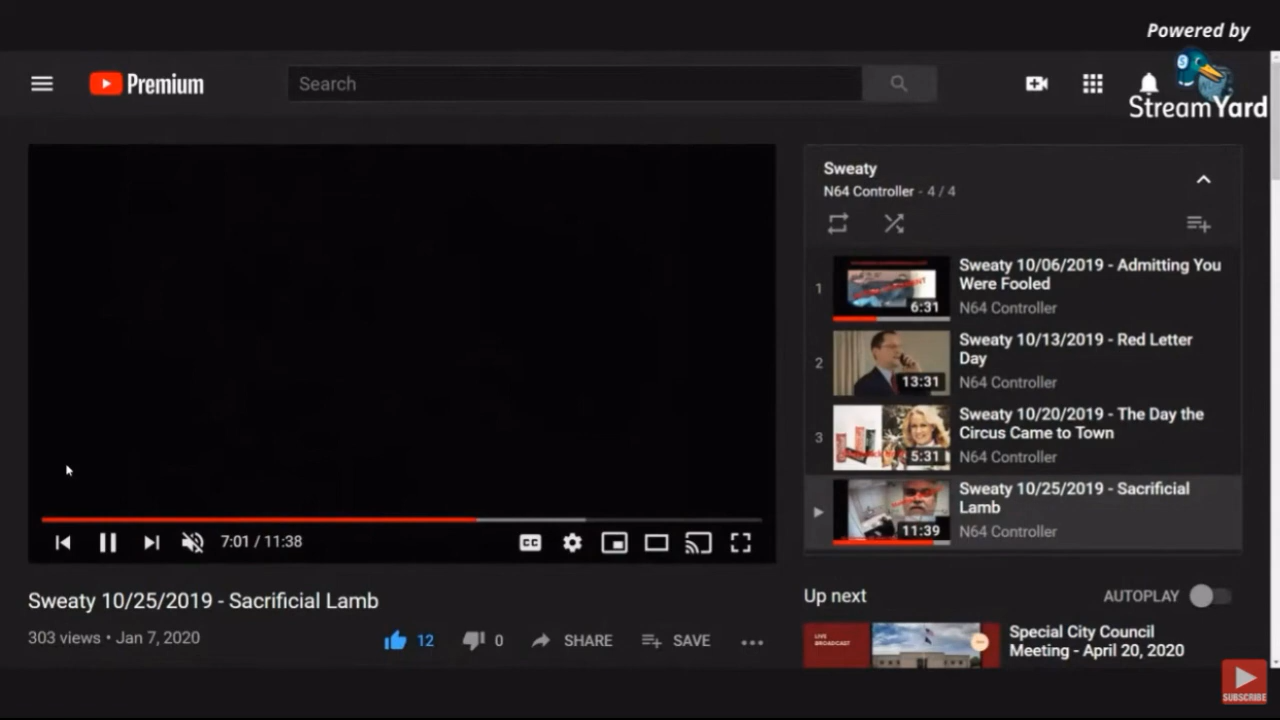 Powered by
StreamYard
Premium
Search
Sweaty
N64 Controller - 4 / 4
1
6:31
Sweaty 10/06/2019 - Admitting You
Were Fooled
N64 Controller
2
13:31
Sweaty 10/13/2019 - Red Letter
Day
N64 Controller
3
5:31
Sweaty 10/20/2019 - The Day the
Circus Came to Town
N64 Controller
11:39
Sweaty 10/25/2019 - Sacrificial
Lamb
N64 Controller
7:01 / 11:38
CC
Sweaty 10/25/2019 - Sacrificial Lamb
303 views • Jan 7, 2020
12
0
SHARE
SAVE
Up next
AUTOPLAY
LIVE
BROADCAST
Special City Council
Meeting - April 20, 2020
SUBSCRIBE